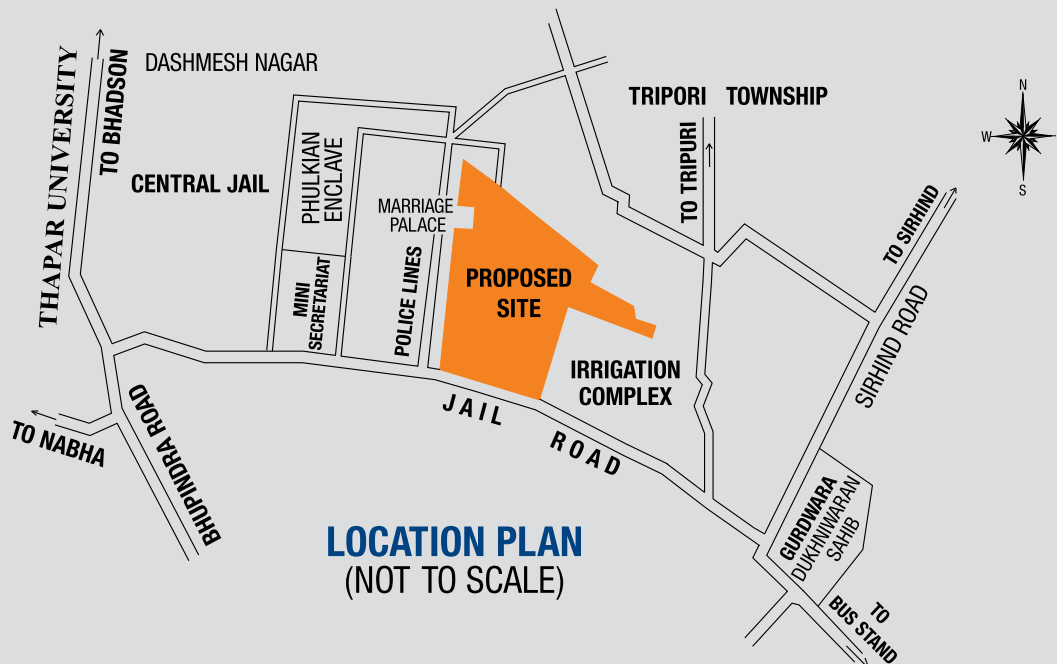 THAPAR UNIVERSITY
TO BHADSON
DASHMESH NAGAR
CENTRAL JAIL
PHULKIAN
ENCLAVE
MINI
SECRETARIAT
MARRIAGE
PALACE
POLICE LINES
PROPOSED
SITE
TRIPORI TOWNSHIP
TO TRIPURI
N
W
S
TO SIRHIND
SIRHIND ROAD
IRRIGATION
COMPLEX
JAIL ROAD
TO NABHA
BHUPINDRA ROAD
GURDWARA
DUKHNIWARAN
SAHIB
TO
BUS STAND
LOCATION PLAN
(NOT TO SCALE)